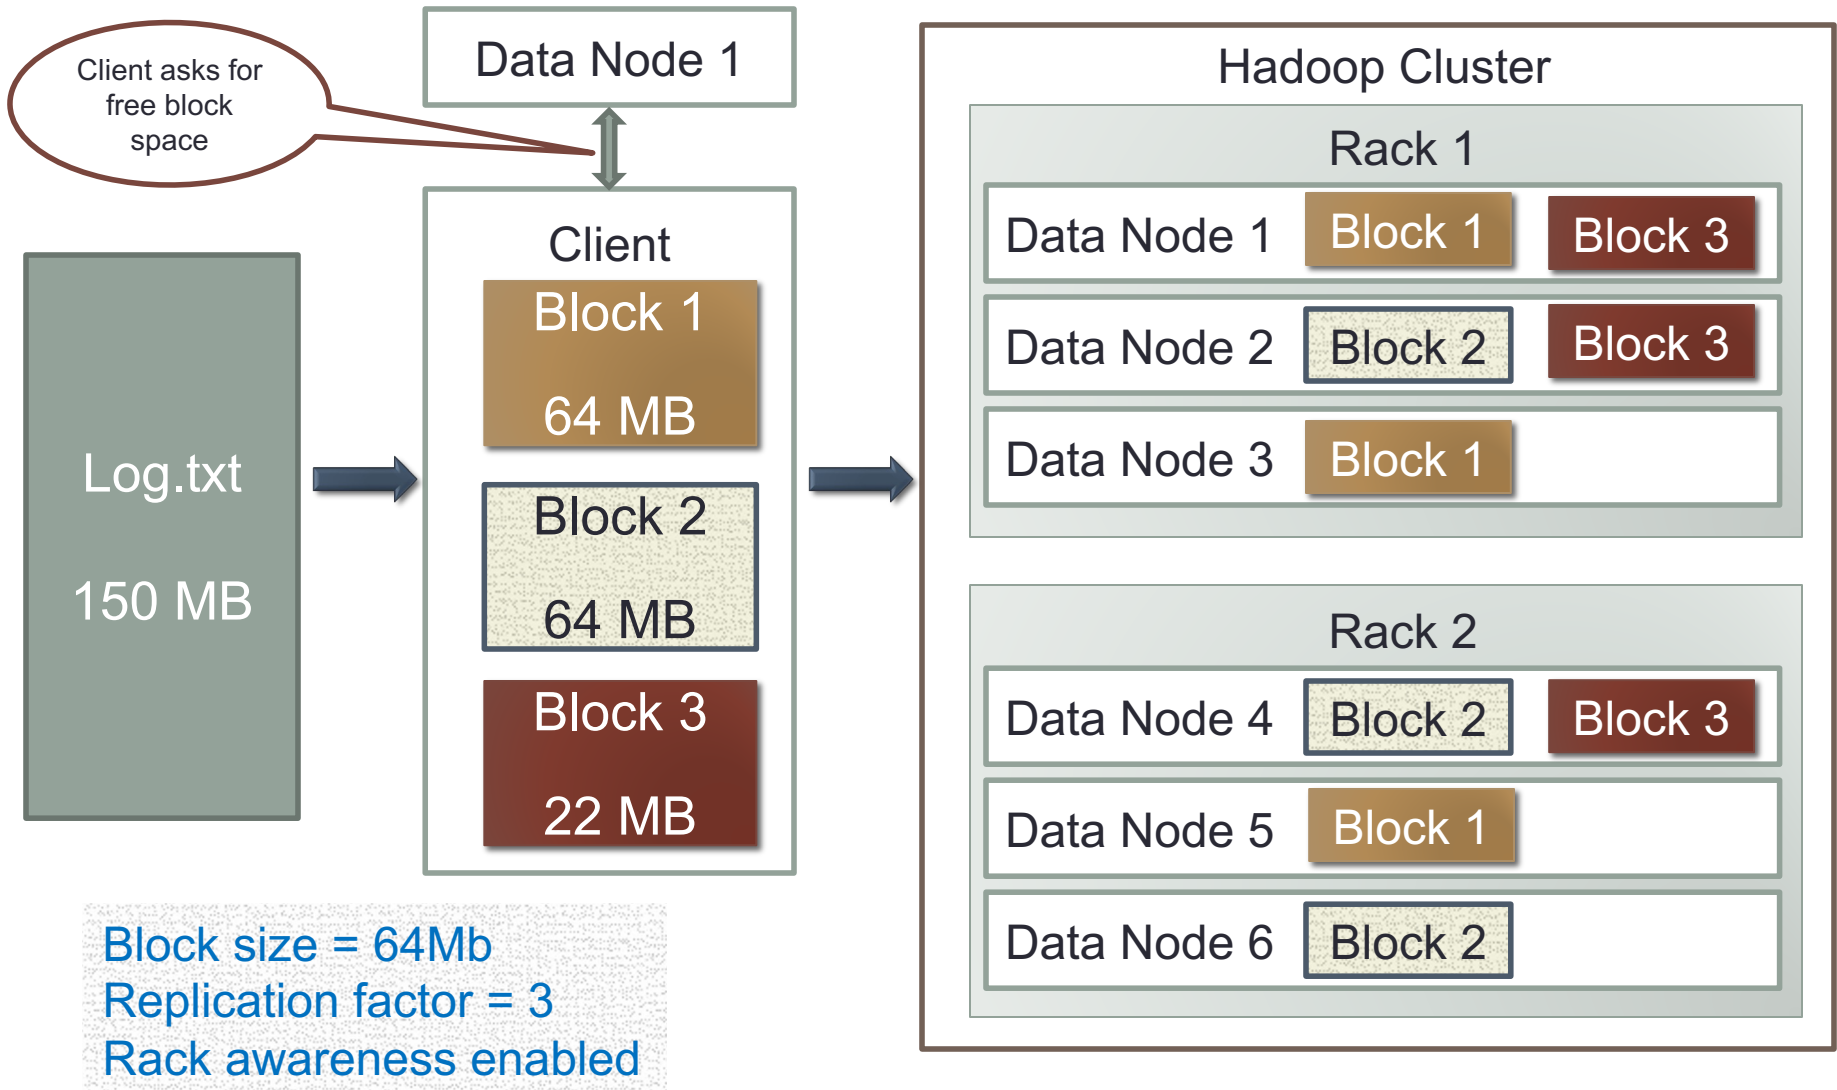 Client asks for
free block
space
Data Node 1
Log.txt
150 MB
Client
Block 1
64 MB
Block 2
64 MB
Block 3
22 MB
Block size = 64Mb
Replication factor = 3
Rack awareness enabled
Hadoop Cluster
Rack 1
Data Node 1 Block 1 Block 3
Data Node 2 Block 2 Block 3
Data Node 3 Block 1
Rack 2
Data Node 4 Block 2 Block 3
Data Node 5 Block 1
Data Node 6 Block 2